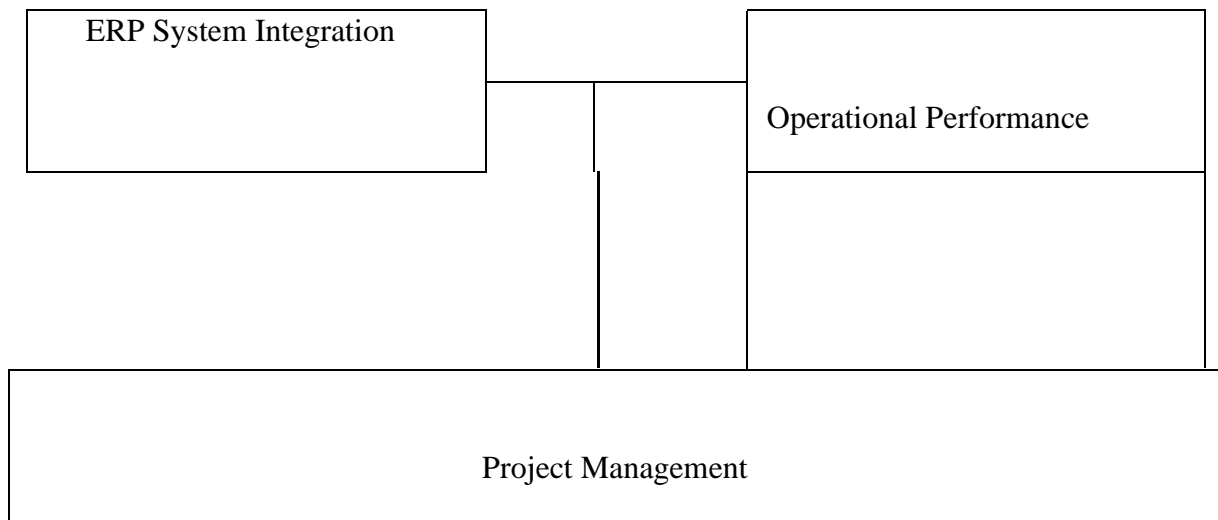 ERP System Integration
Operational Performance
Project Management